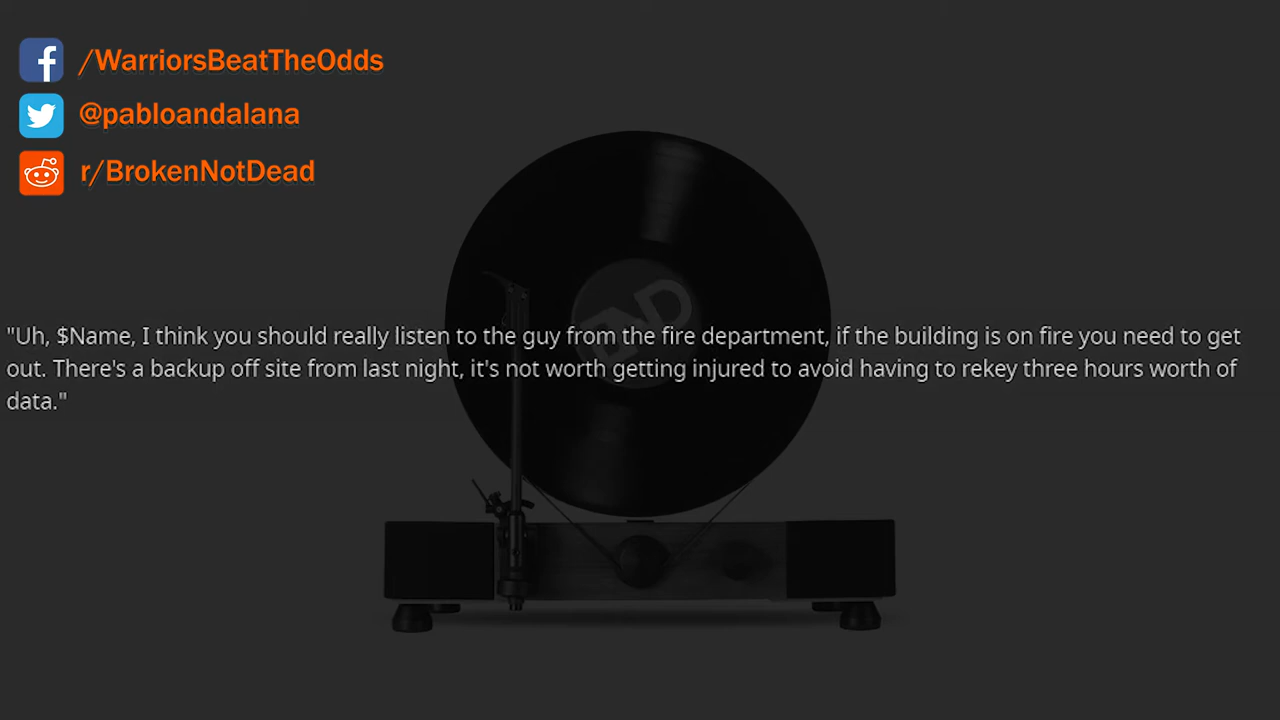 /WarriorsBeatTheOdds
@pabloandalana
r/BrokenNotDead
END
"Uh, $Name, I think you should really listen to the guy from the fire department, if the building is on fire you need to get
out. There's a backup off site from last night, it's not worth getting injured to avoid having to rekey three hours worth of
data."